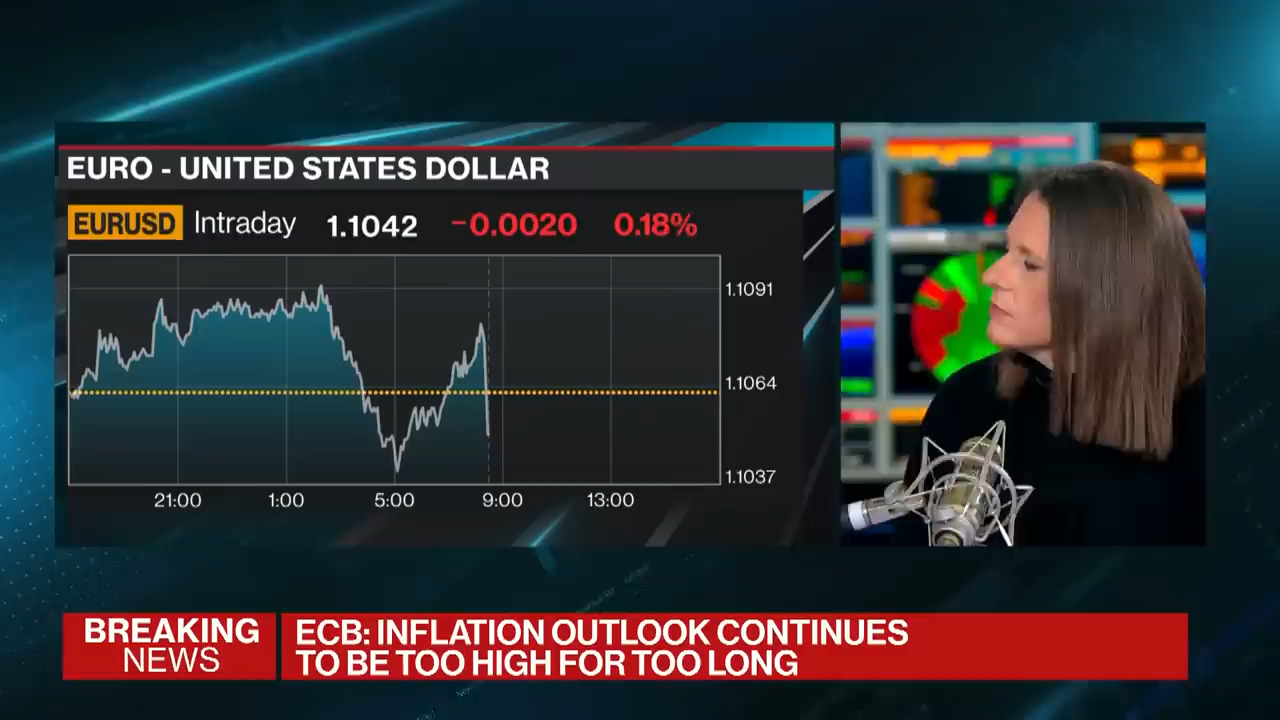 EURO - UNITED STATES DOLLAR
EURUSD Intraday 1.1042 -0.0020 0.18%
1.1091
1.1064
1.1037
21:00 1:00 5:00 9:00 13:00
BREAKING NEWS
ECB: INFLATION OUTLOOK CONTINUES
TO BE TOO HIGH FOR TOO LONG